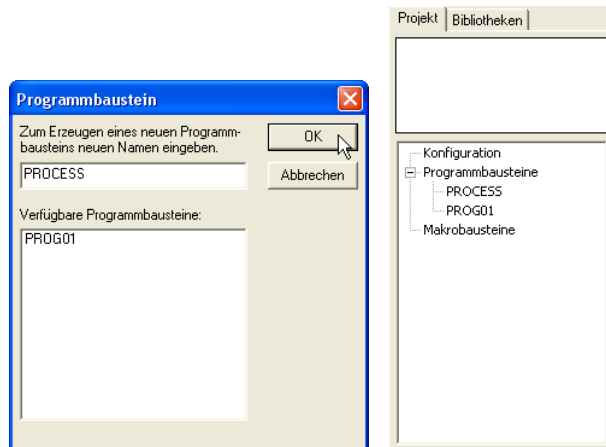 Programmbaustein
Zum Erzeugen eines neuen Programm-
bausteins neuen Namen eingeben.
PROCESS
OK
Abbrechen
Verfügbare Programmbausteine:
PROG01
Projekt
Bibliotheken
Konfiguration
Programmbausteine
PROCESS
PROG01
Makrobausteine